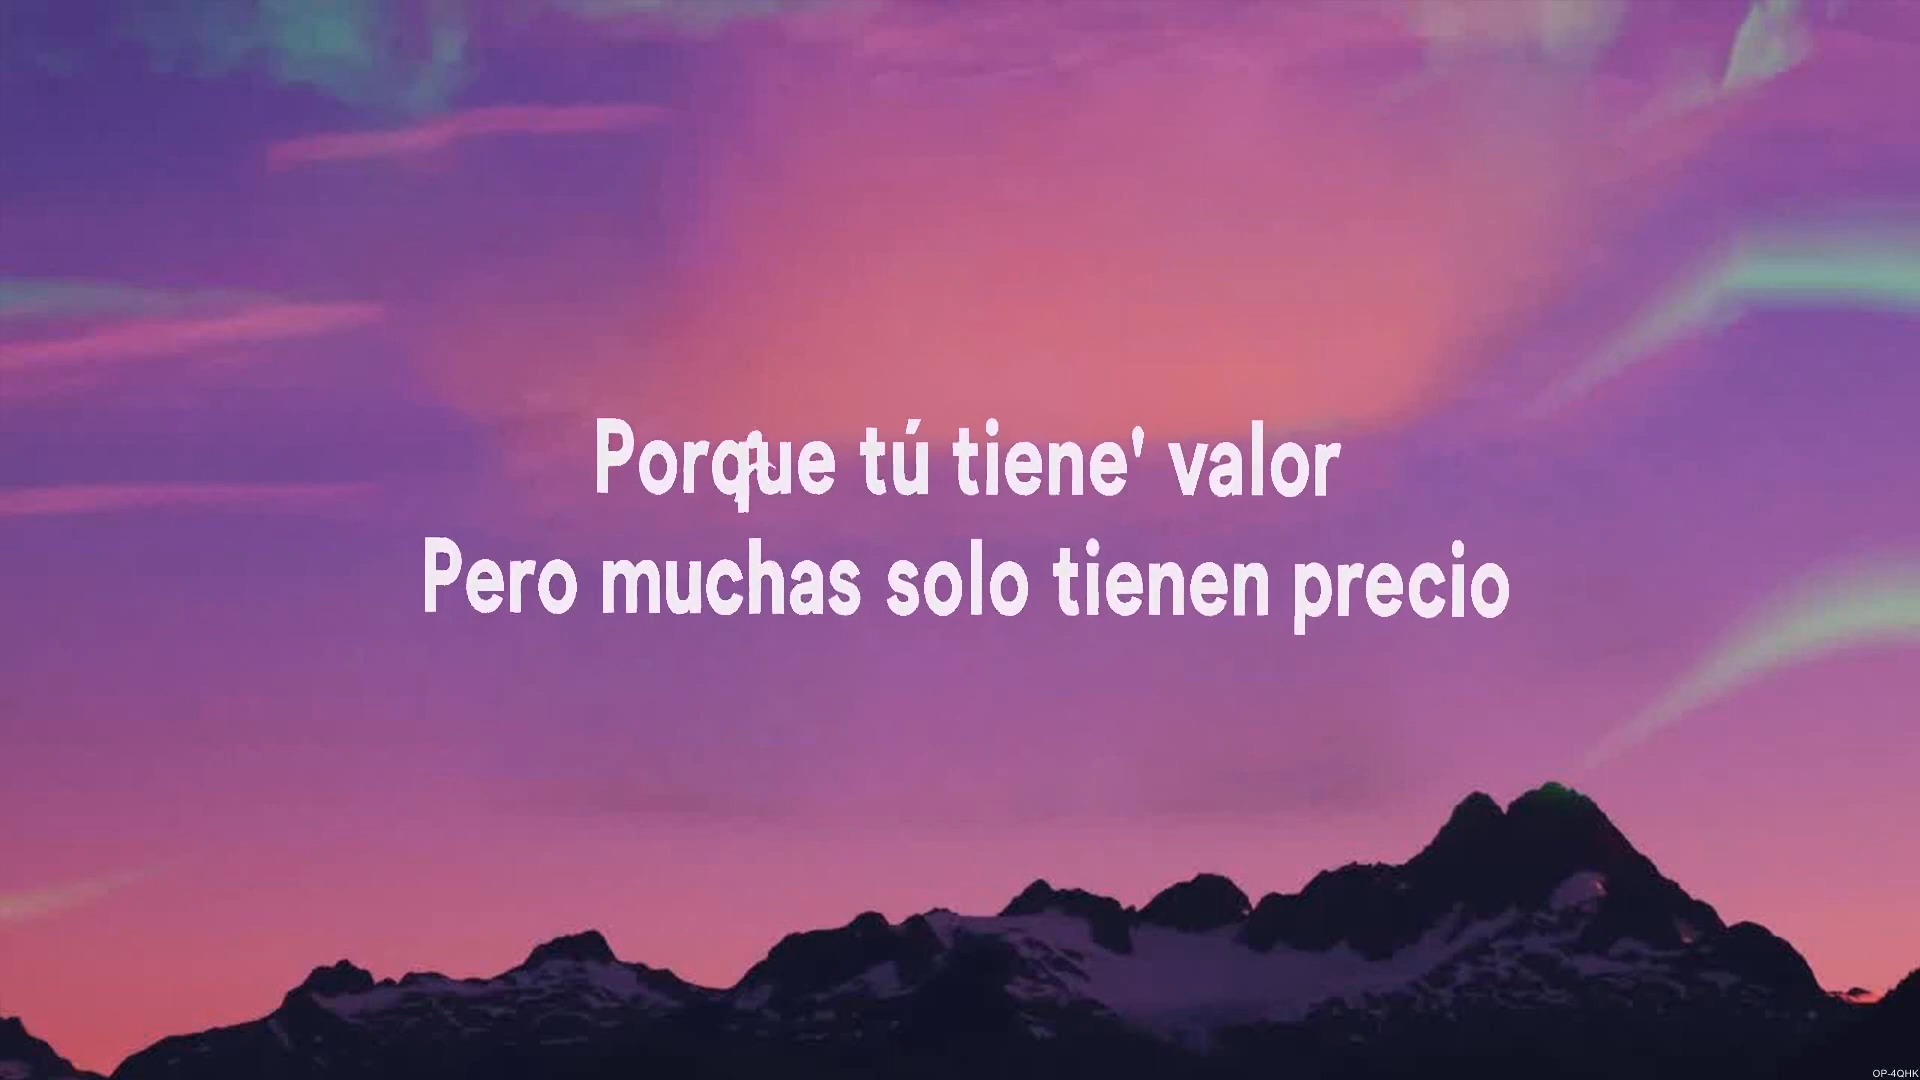 Porque tú tiene' valor
Pero muchas solo tienen precio
OP-4QHK